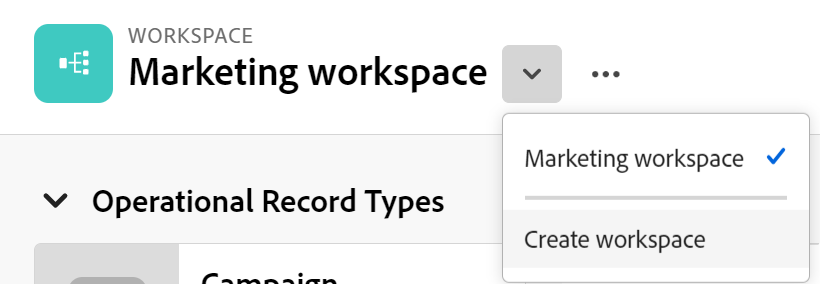 WORKSPACE
Marketing workspace
Marketing workspace
Create workspace
Operational Record Types
Campaign